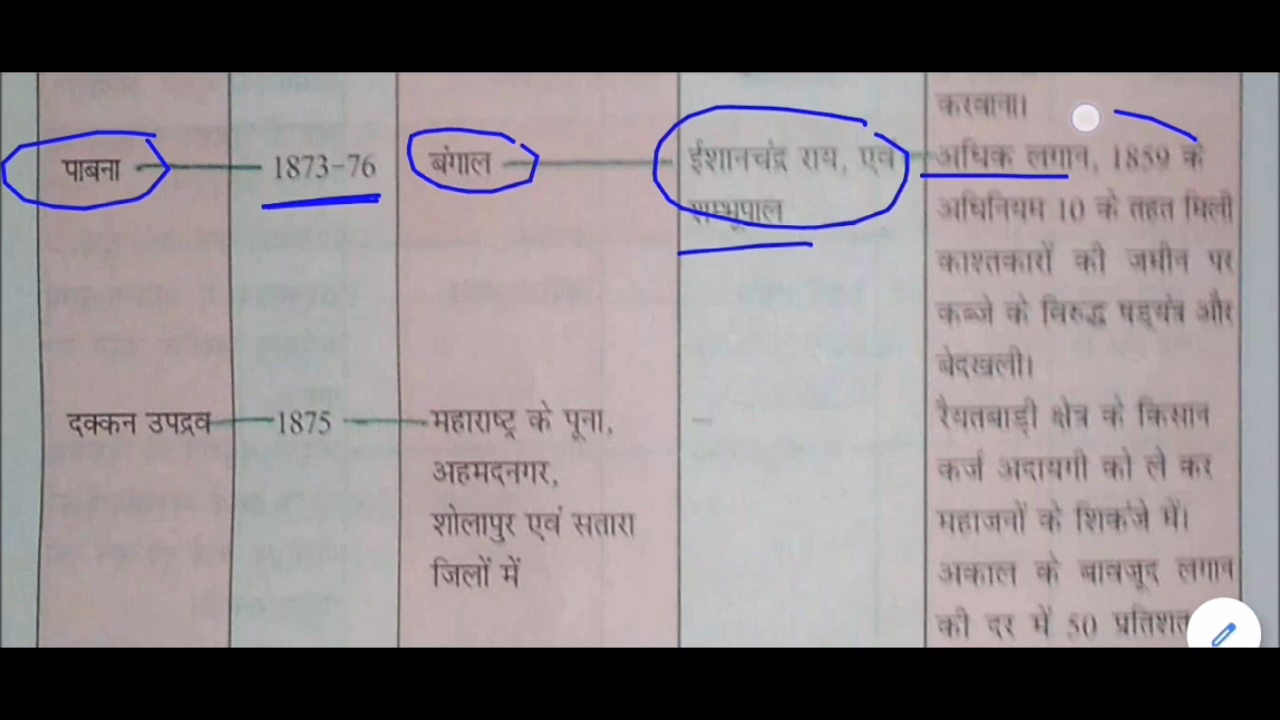 करवाना।
पाबना 1873-76 बंगाल ईशानचंद्र राय, एवं अधिक लगान, 1859 के
शम्भूपाल अधिनियम 10 के तहत मिली
काश्तकारों की जमीन पर
कब्जे के विरुद्ध षड्यंत्र और
बेदखली।
दक्कन उपद्रव 1875 महाराष्ट्र के पूना, - रैयतबाड़ी क्षेत्र के किसान
अहमदनगर, कर्ज अदायगी को ले कर
शोलापुर एवं सतारा महाजनों के शिकंजे में।
जिलों में अकाल के बावजूद लगान
की दर में 50 प्रतिशत